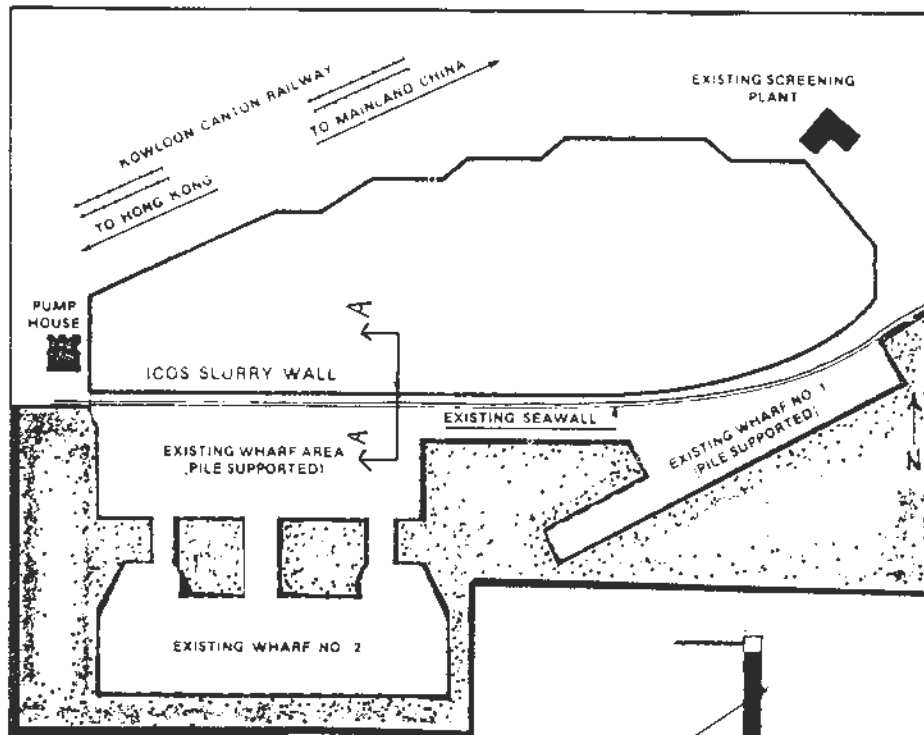 KOWLOON CANTON RAILWAY
TO MAINLAND CHINA
TO HONG KONG
EXISTING SCREENING
PLANT
PUMP
HOUSE
A
ICOS SLURRY WALL
EXISTING SEAWALL
A
EXISTING WHARF AREA
(PILE SUPPORTED)
EXISTING WHARF NO. 1
(PILE SUPPORTED)
N
EXISTING WHARF NO. 2